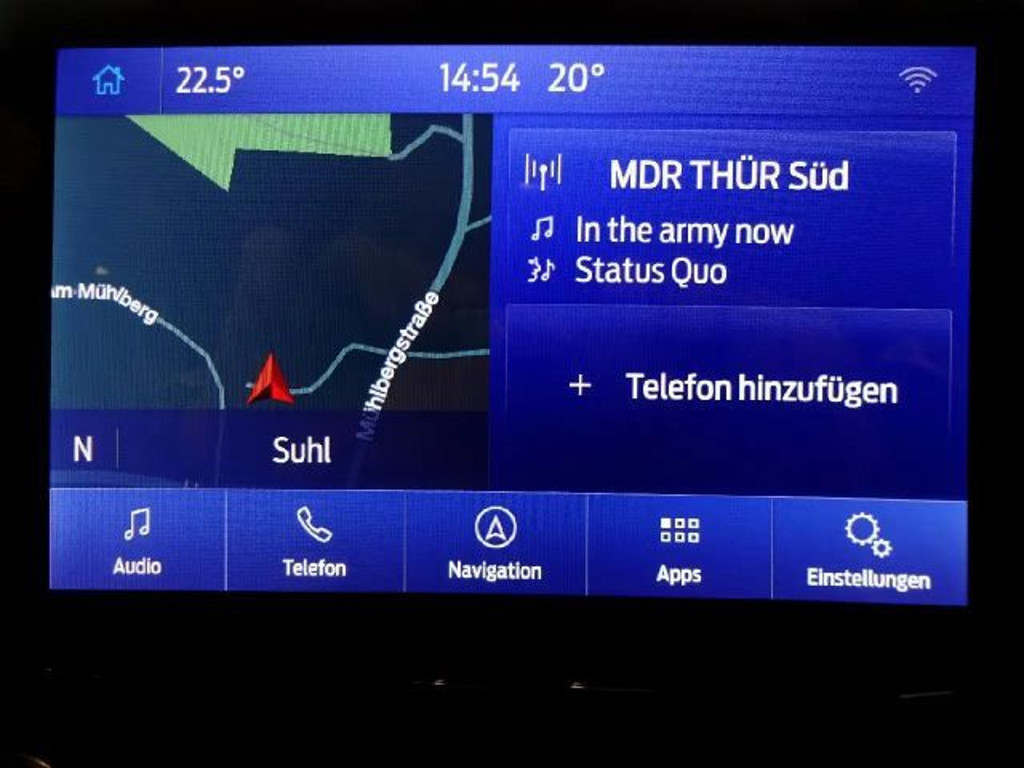 22.5° 14:54 20°
MDR THÜR Süd
In the army now
Status Quo
Am Mühlberg
Mühlbergstraße
Telefon hinzufügen
N Suhl
Audio Telefon Navigation Apps Einstellungen